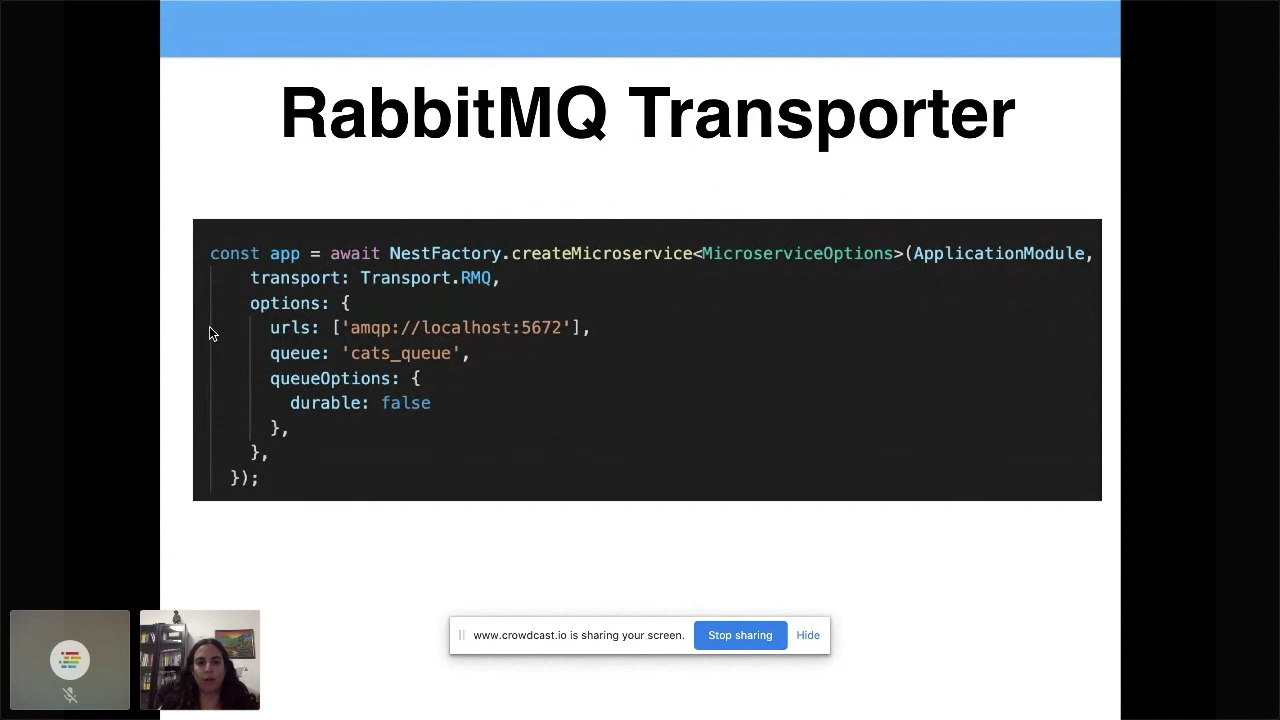 RabbitMQ Transporter
const app = await NestFactory.createMicroservice<MicroserviceOptions>(ApplicationModule,
transport: Transport.RMQ,
options: {
urls: ['amqp://localhost:5672'],
queue: 'cats_queue',
queueOptions: {
durable: false
},
},
});
www.crowdcast.io is sharing your screen.
Stop sharing
Hide